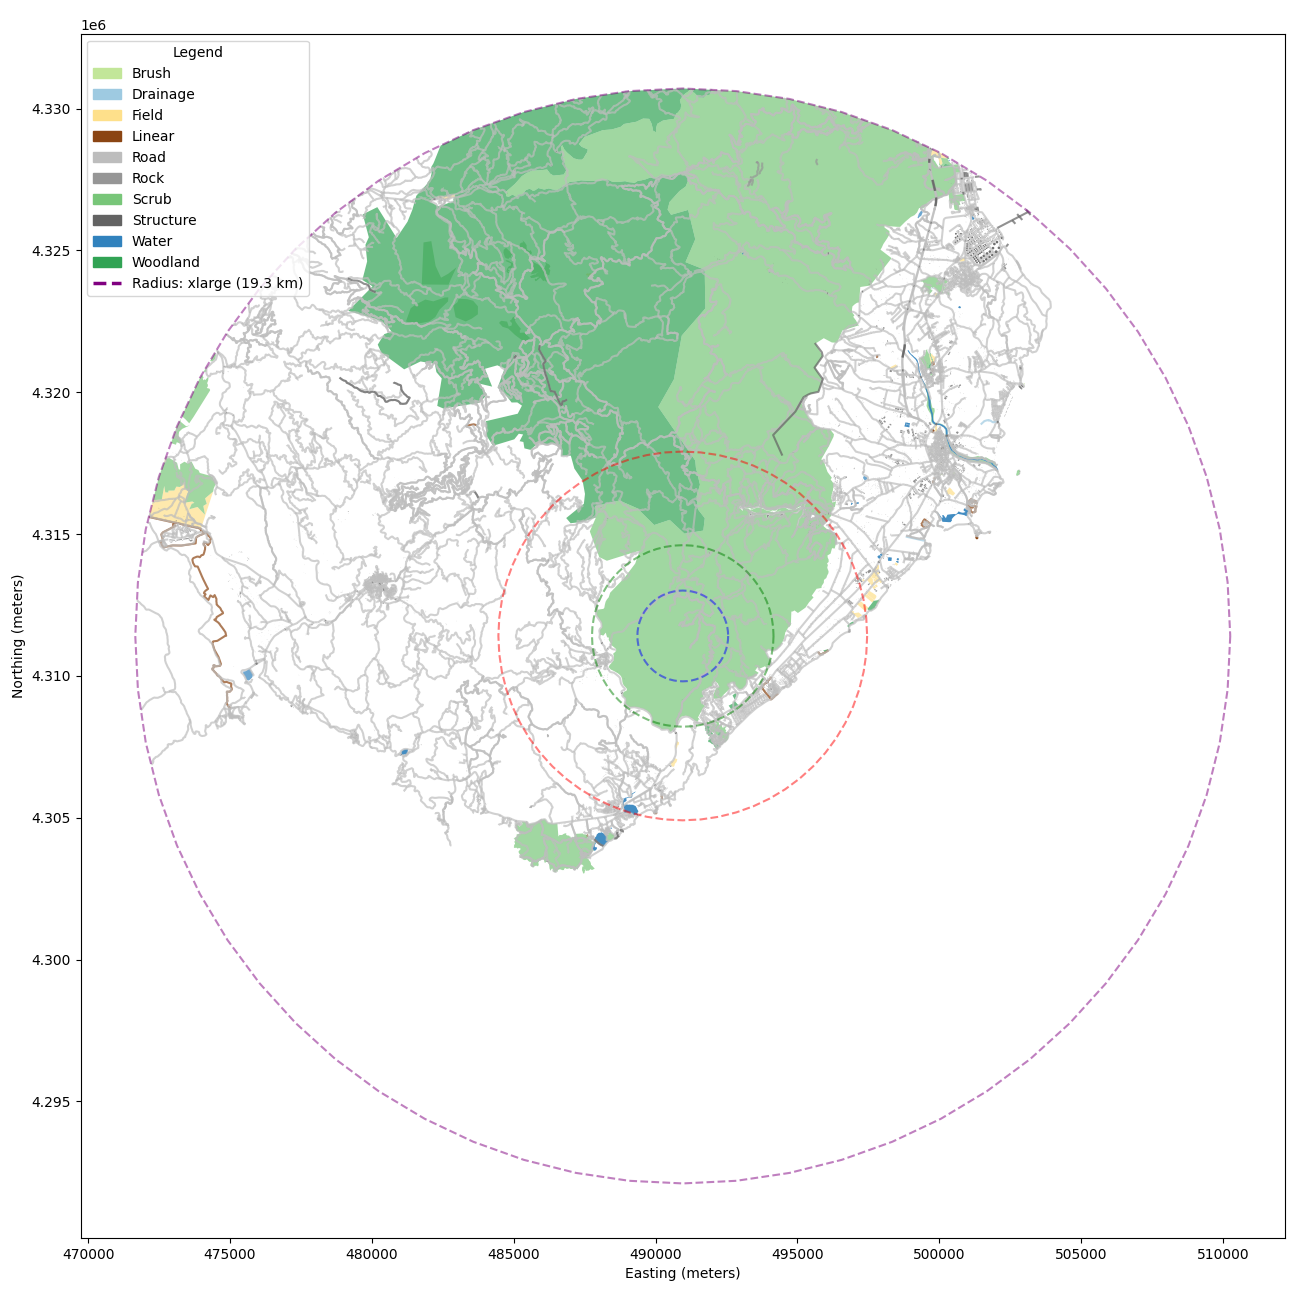 1e6
Legend
Brush
Drainage
Field
Linear
Road
Rock
Scrub
Structure
Water
Woodland
Radius: xlarge (19.3 km)
4.330
4.325
4.320
4.315
4.310
4.305
4.300
4.295
Northing (meters)
470000 475000 480000 485000 490000 495000 500000 505000 510000
Easting (meters)